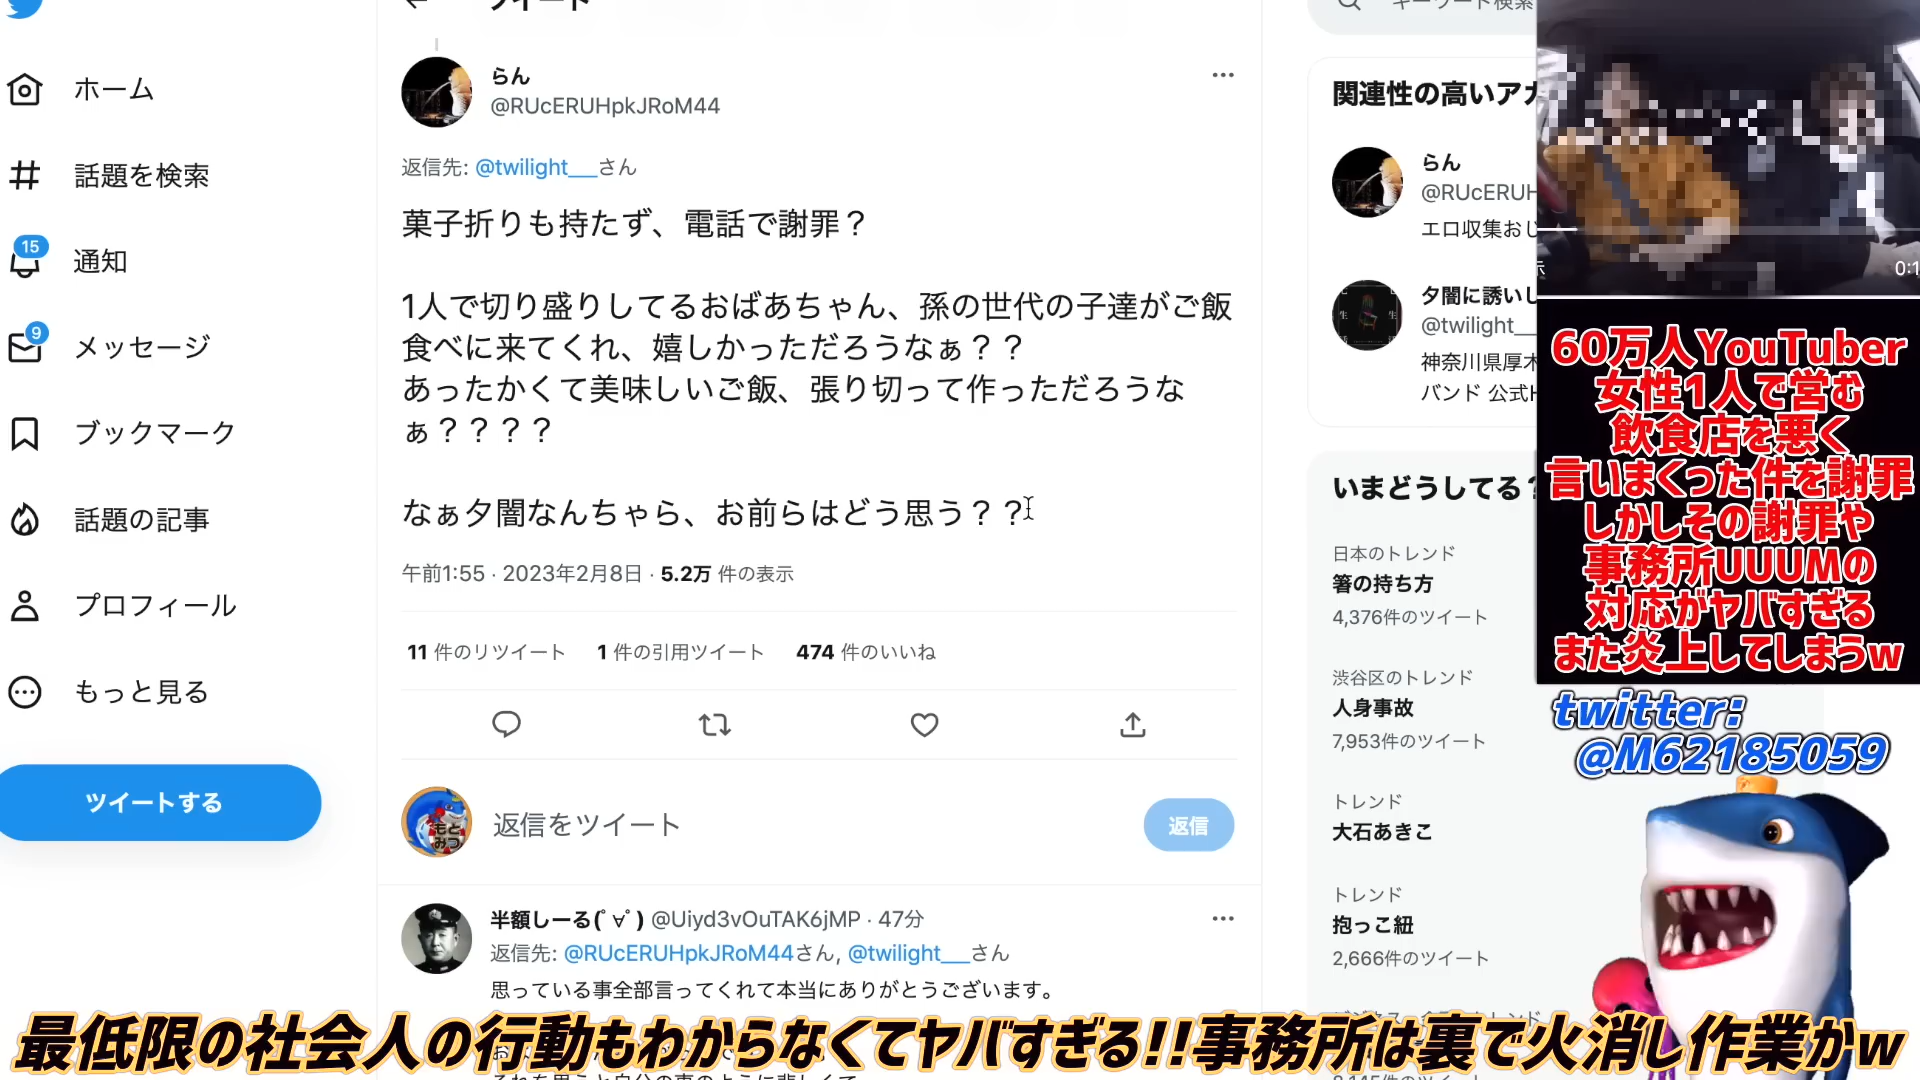 ツイート
ホーム
話題を検索
15
通知
9
メッセージ
ブックマーク
話題の記事
プロフィール
もっと見る
ツイートする
らん
@RUcERUHpkJRoM44
返信先: @twilight___さん
菓子折りも持たず、電話で謝罪？
1人で切り盛りしてるおばあちゃん、孫の世代の子達がご飯
食べに来てくれ、嬉しかっただろうなぁ？？
あったかくて美味しいご飯、張り切って作っただろうな
ぁ？？？？
なぁ夕闇なんちゃら、お前らはどう思う？？
午前1:55 · 2023年2月8日 · 5.2万 件の表示
11 件のリツイート 1 件の引用ツイート 474 件のいいね
もと
みつ
返信をツイート
返信
半額しーる(ﾟ∀ﾟ) @Uiyd3vOuTAK6jMP · 47分
返信先: @RUcERUHpkJRoM44さん, @twilight___さん
思っている事全部言ってくれて本当にありがとうございます。
キーワード検索
関連性の高いアカ
らん
@RUcERUH
エロ収集おじ
夕闇に誘いし
@twilight__
神奈川県厚木
バンド 公式H
いまどうしてる？
日本のトレンド
箸の持ち方
4,376件のツイート
渋谷区のトレンド
人身事故
7,953件のツイート
トレンド
大石あきこ
トレンド
抱っこ紐
2,666件のツイート
0:1
60万人YouTuber
女性1人で営む
飲食店を悪く
言いまくった件を謝罪
しかしその謝罪や
事務所UUUMの
対応がヤバすぎる
また炎上してしまうw
twitter:
@M62185059
最低限の社会人の行動もわからなくてヤバすぎる!!事務所は裏で火消し作業かw